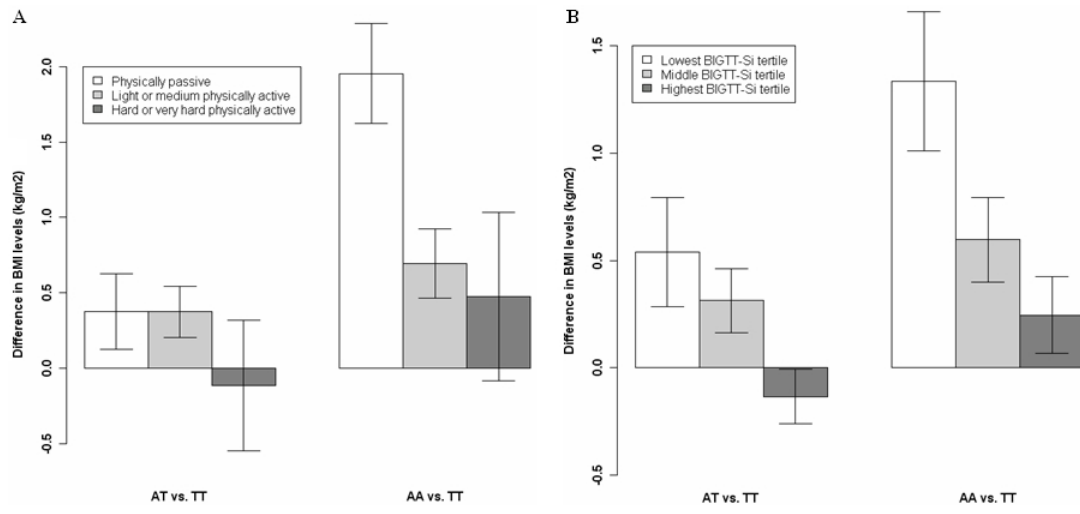 A
Physically passive
Light or medium physically active
Hard or very hard physically active
Difference in BMI levels (kg/m2)
2.0
1.5
1.0
0.5
0.0
-0.5
AT vs. TT
AA vs. TT
B
Lowest BIGTT-Si tertile
Middle BIGTT-Si tertile
Highest BIGTT-Si tertile
Difference in BMI levels (kg/m2)
1.5
1.0
0.5
0.0
-0.5
AT vs. TT
AA vs. TT